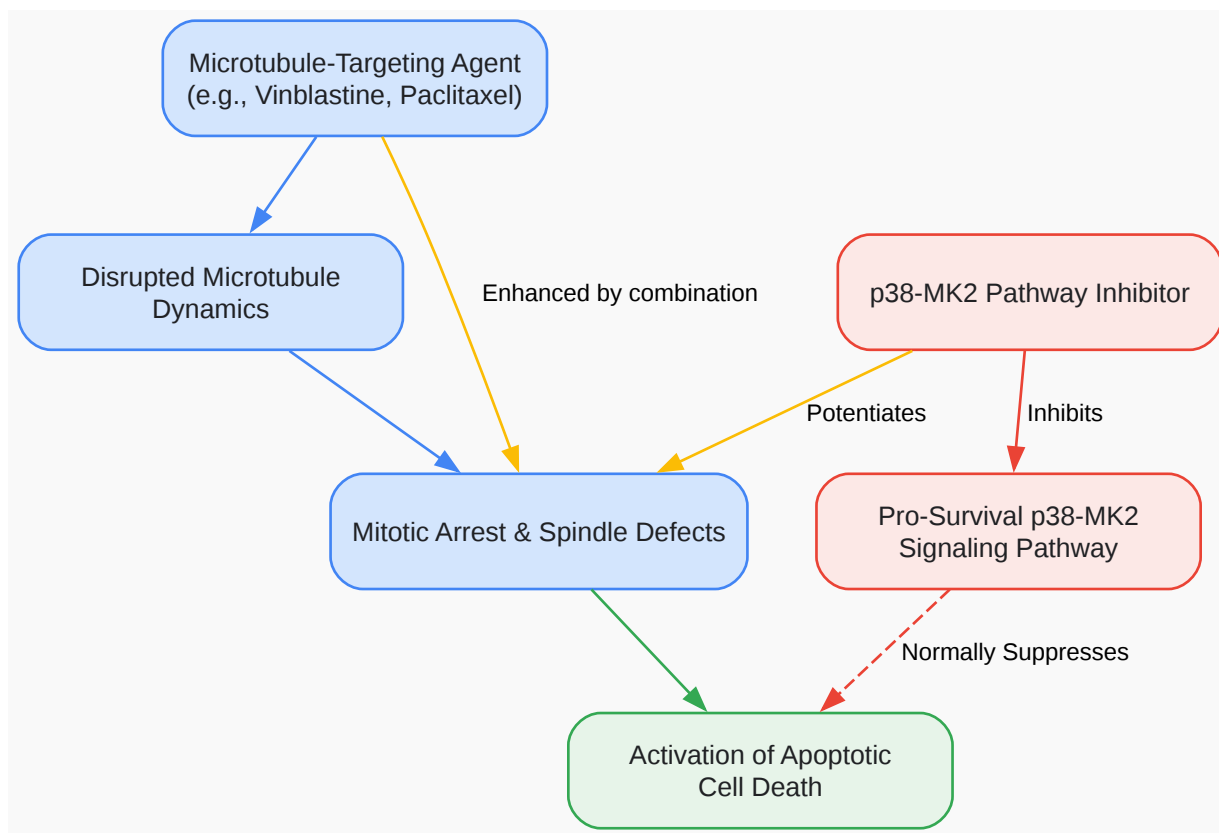 Microtubule-Targeting Agent
(e.g., Vinblastine, Paclitaxel)
Disrupted Microtubule
Dynamics
Enhanced by combination
p38-MK2 Pathway Inhibitor
Potentiates
Inhibits
Mitotic Arrest & Spindle Defects
Pro-Survival p38-MK2
Signaling Pathway
Normally Suppresses
Activation of Apoptotic
Cell Death